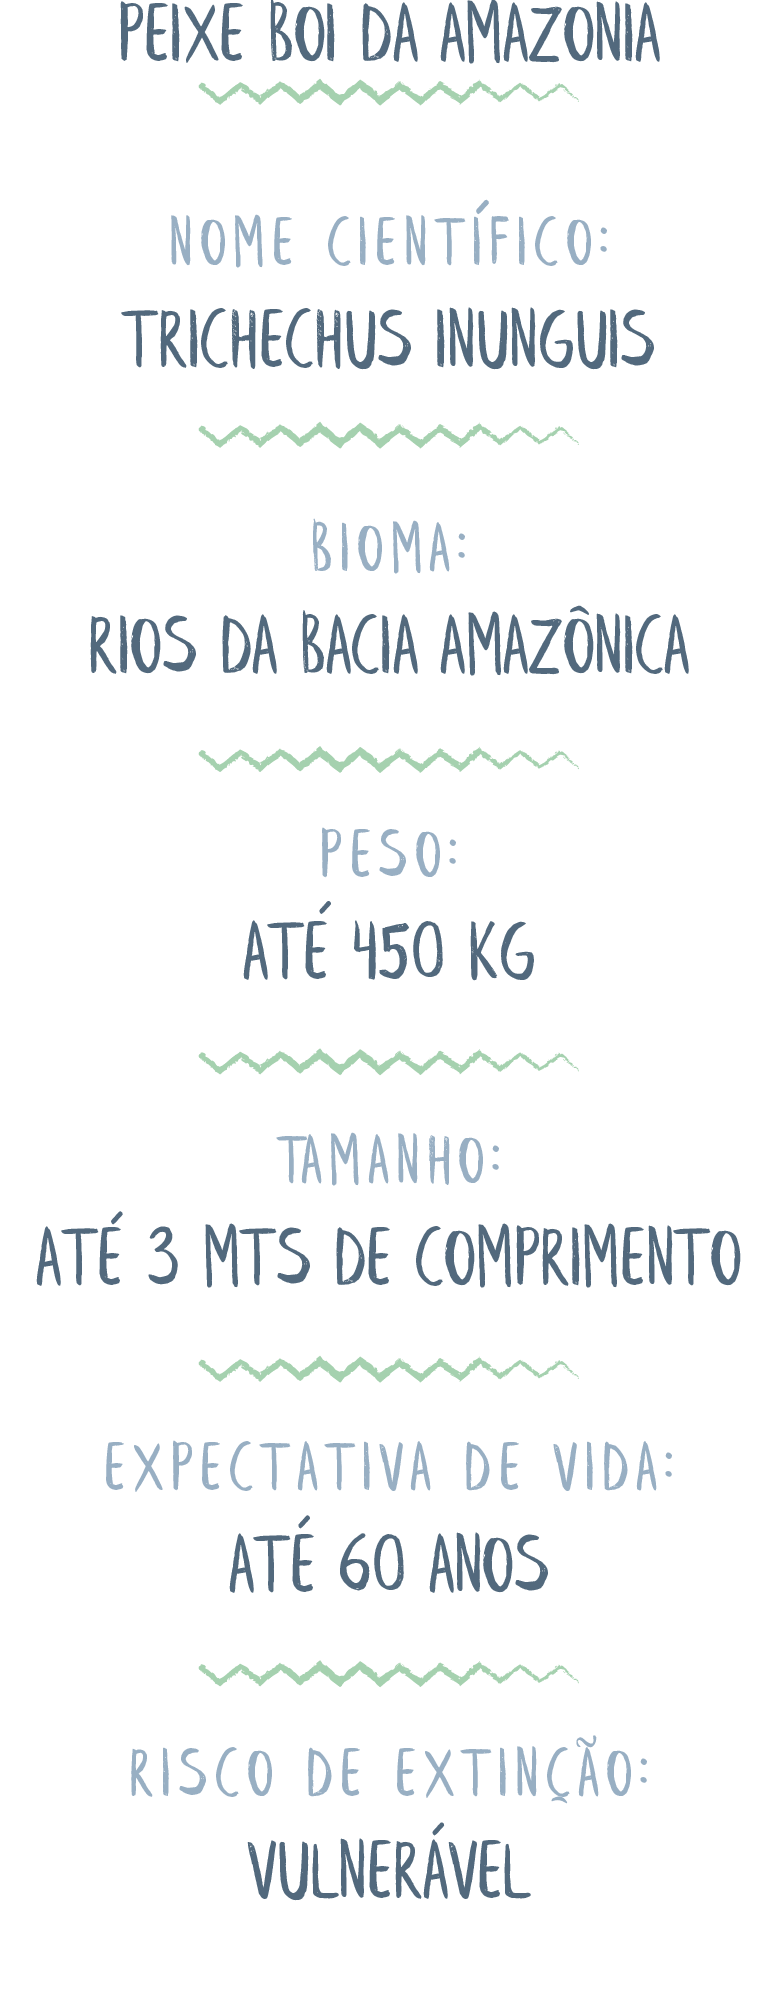 PEIXE BOI DA AMAZONIA
NOME CIENTÍFICO:
TRICHECHUS INUNGUIS
BIOMA:
RIOS DA BACIA AMAZÔNICA
PESO:
ATÉ 450 KG
TAMANHO:
ATÉ 3 MTS DE COMPRIMENTO
EXPECTATIVA DE VIDA:
ATÉ 60 ANOS
RISCO DE EXTINÇÃO:
VULNERÁVEL